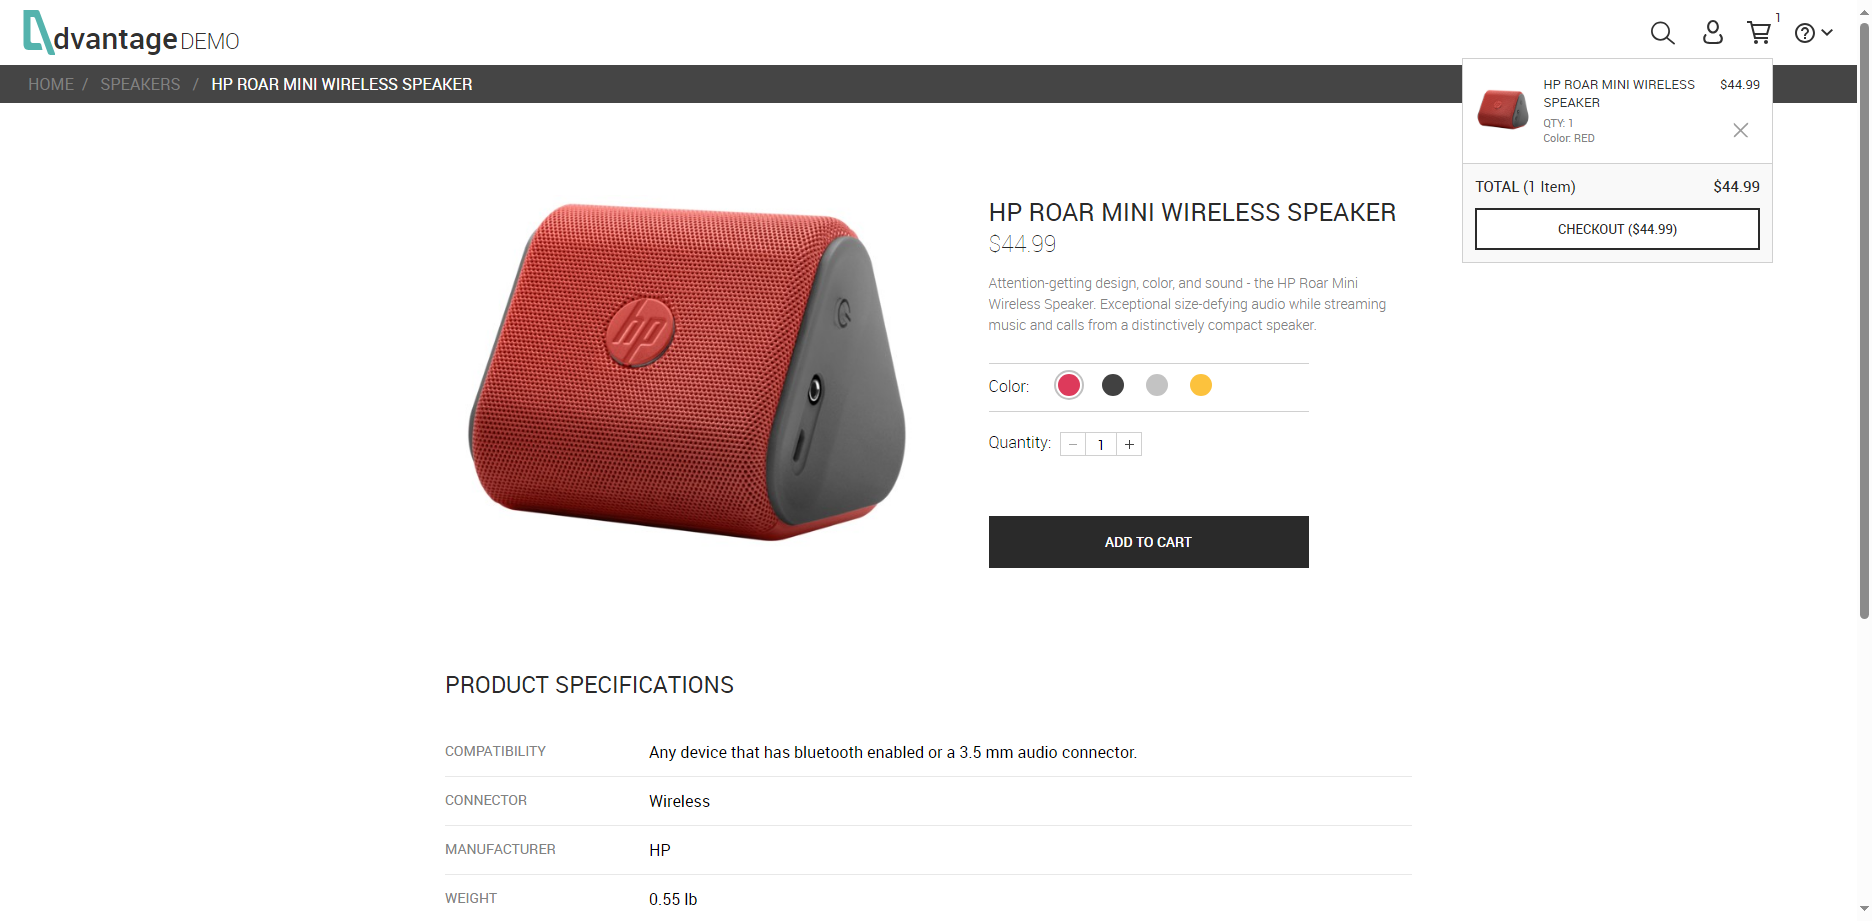 dvantage DEMO
1
HOME / SPEAKERS / HP ROAR MINI WIRELESS SPEAKER
HP ROAR MINI WIRELESS SPEAKER $44.99
QTY: 1
Color: RED
TOTAL (1 Item) $44.99
CHECKOUT ($44.99)
hp
HP ROAR MINI WIRELESS SPEAKER
$44.99
Attention-getting design, color, and sound - the HP Roar Mini
Wireless Speaker. Exceptional size-defying audio while streaming
music and calls from a distinctively compact speaker.
Color:
Quantity: − 1 +
ADD TO CART
PRODUCT SPECIFICATIONS
COMPATIBILITY Any device that has bluetooth enabled or a 3.5 mm audio connector.
CONNECTOR Wireless
MANUFACTURER HP
WEIGHT 0.55 lb